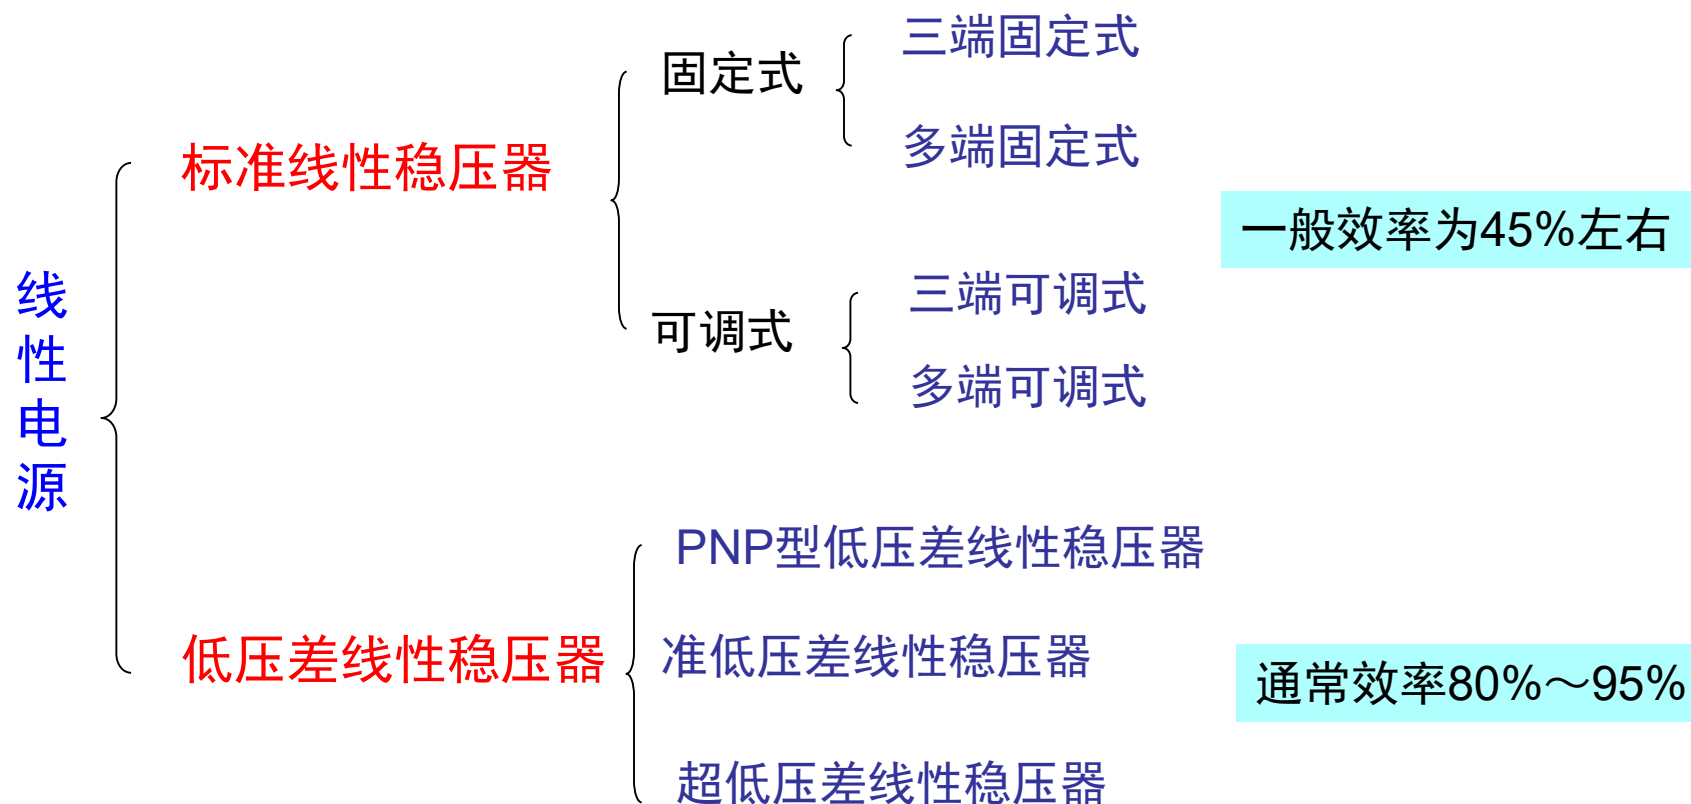 线性电源
标准线性稳压器
固定式
三端固定式
多端固定式
可调式
三端可调式
多端可调式
一般效率为45%左右
低压差线性稳压器
PNP型低压差线性稳压器
准低压差线性稳压器
超低压差线性稳压器
通常效率80%～95%